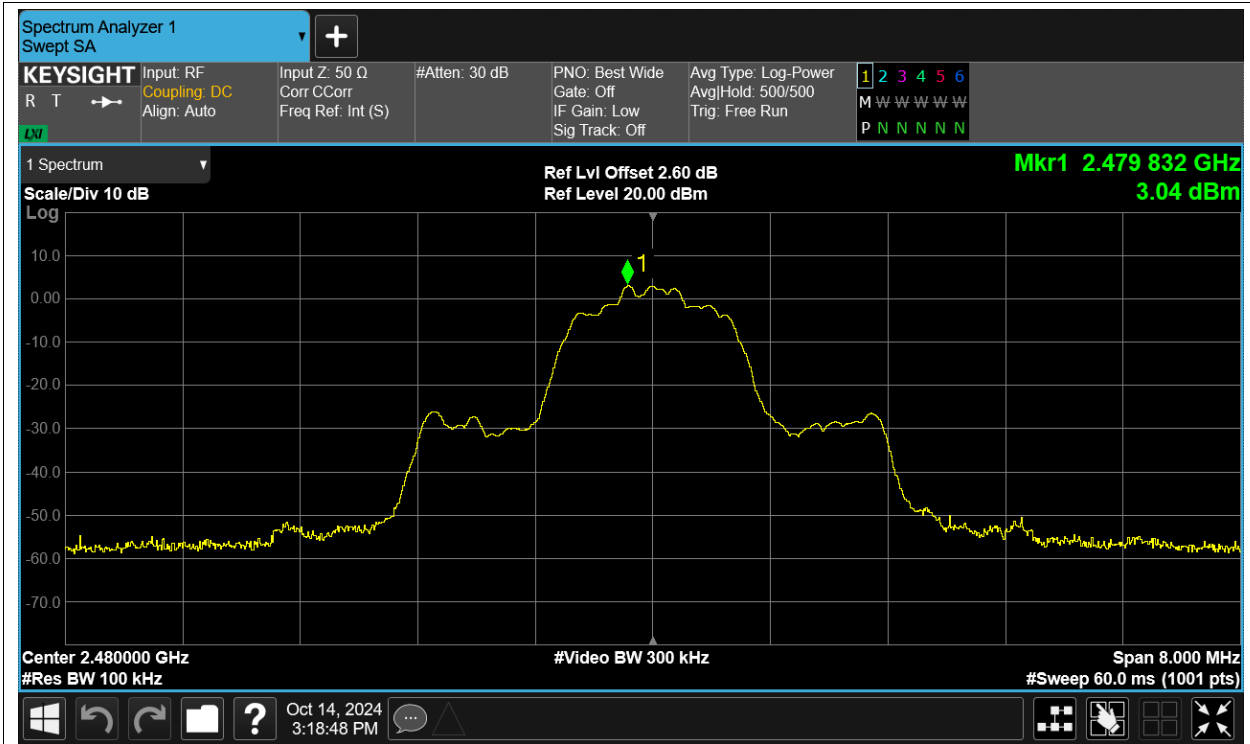 Spectrum Analyzer 1
Swept SA
KEYSIGHT
R T
LXI
Input: RF
Coupling: DC
Align: Auto
Input Z: 50 Ω
Corr CCorr
Freq Ref: Int (S)
#Atten: 30 dB
PNO: Best Wide
Gate: Off
IF Gain: Low
Sig Track: Off
Avg Type: Log-Power
Avg|Hold: 500/500
Trig: Free Run
1 2 3 4 5 6
M W W W W W
P N N N N N
1 Spectrum
Scale/Div 10 dB
Log
Ref Lvl Offset 2.60 dB
Ref Level 20.00 dBm
Mkr1 2.479 832 GHz
3.04 dBm
10.0
0.00
-10.0
-20.0
-30.0
-40.0
-50.0
-60.0
-70.0
1
Center 2.480000 GHz
#Video BW 300 kHz
Span 8.000 MHz
#Res BW 100 kHz
#Sweep 60.0 ms (1001 pts)
?
Oct 14, 2024
3:18:48 PM